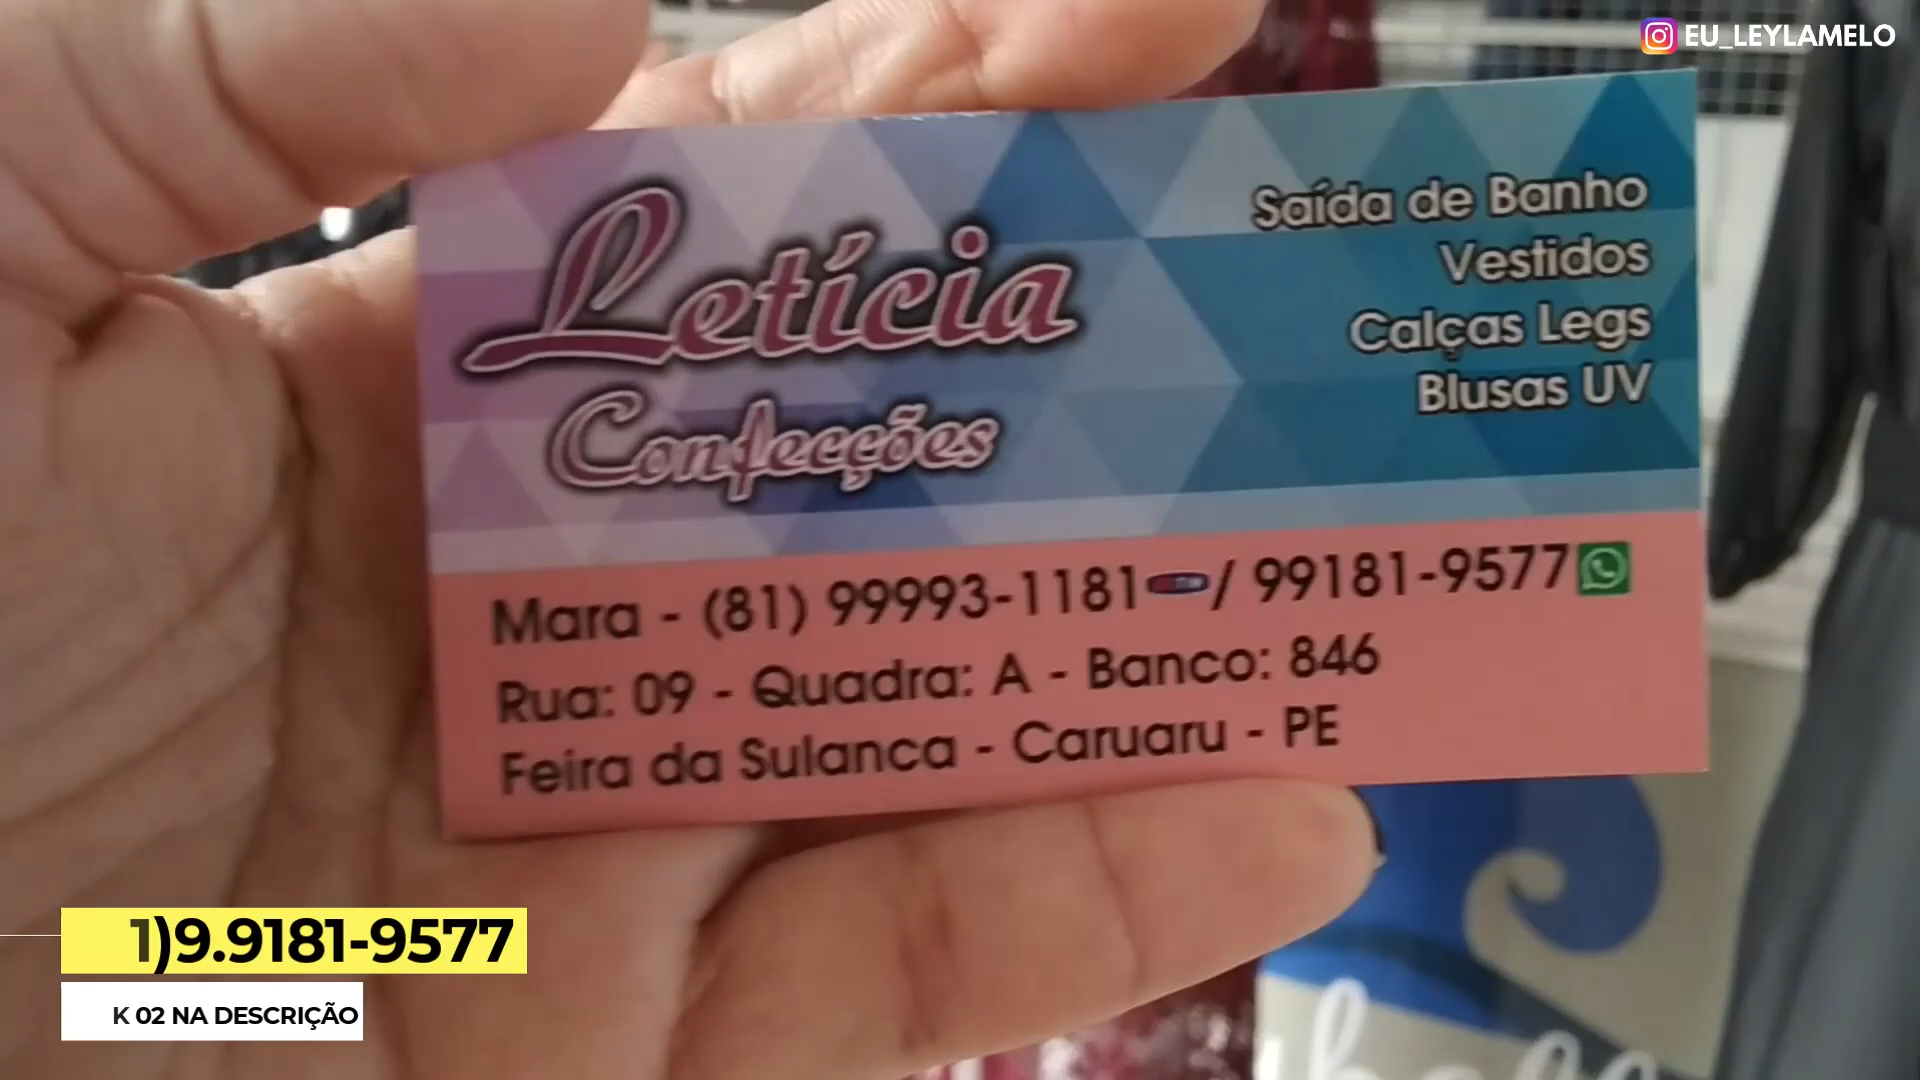 EU_LEYLAMELO
Letícia
Confecções
Saída de Banho
Vestidos
Calças Legs
Blusas UV
Mara - (81) 99993-1181 / 99181-9577
Rua: 09 - Quadra: A - Banco: 846
Feira da Sulanca - Caruaru - PE
1)9.9181-9577
K 02 NA DESCRIÇÃO